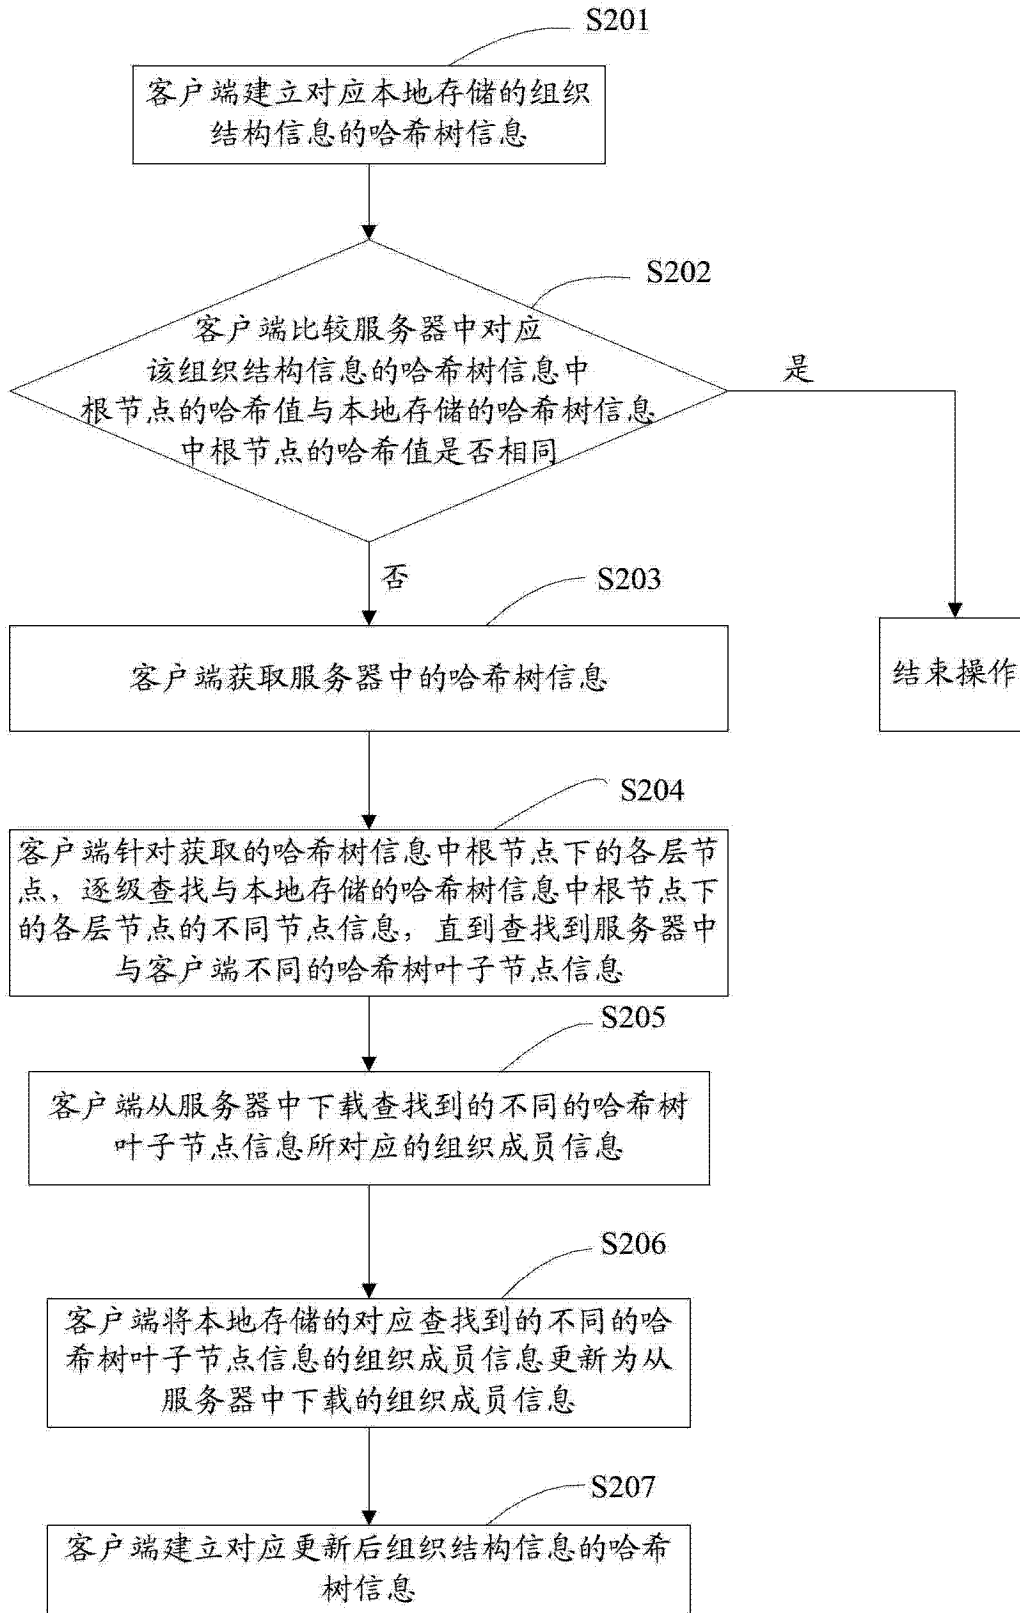 S201
客户端建立对应本地存储的组织
结构信息的哈希树信息
S202
客户端比较服务器中对应
该组织结构信息的哈希树信息中
根节点的哈希值与本地存储的哈希树信息
中根节点的哈希值是否相同
是
否
S203
客户端获取服务器中的哈希树信息
结束操作
S204
客户端针对获取的哈希树信息中根节点下的各层节
点，逐级查找与本地存储的哈希树信息中根节点下
的各层节点的不同节点信息，直到查找到服务器中
与客户端不同的哈希树叶子节点信息
S205
客户端从服务器中下载查找到的不同的哈希树
叶子节点信息所对应的组织成员信息
S206
客户端将本地存储的对应查找到的不同的哈
希树叶子节点信息的组织成员信息更新为从
服务器中下载的组织成员信息
S207
客户端建立对应更新后组织结构信息的哈希
树信息